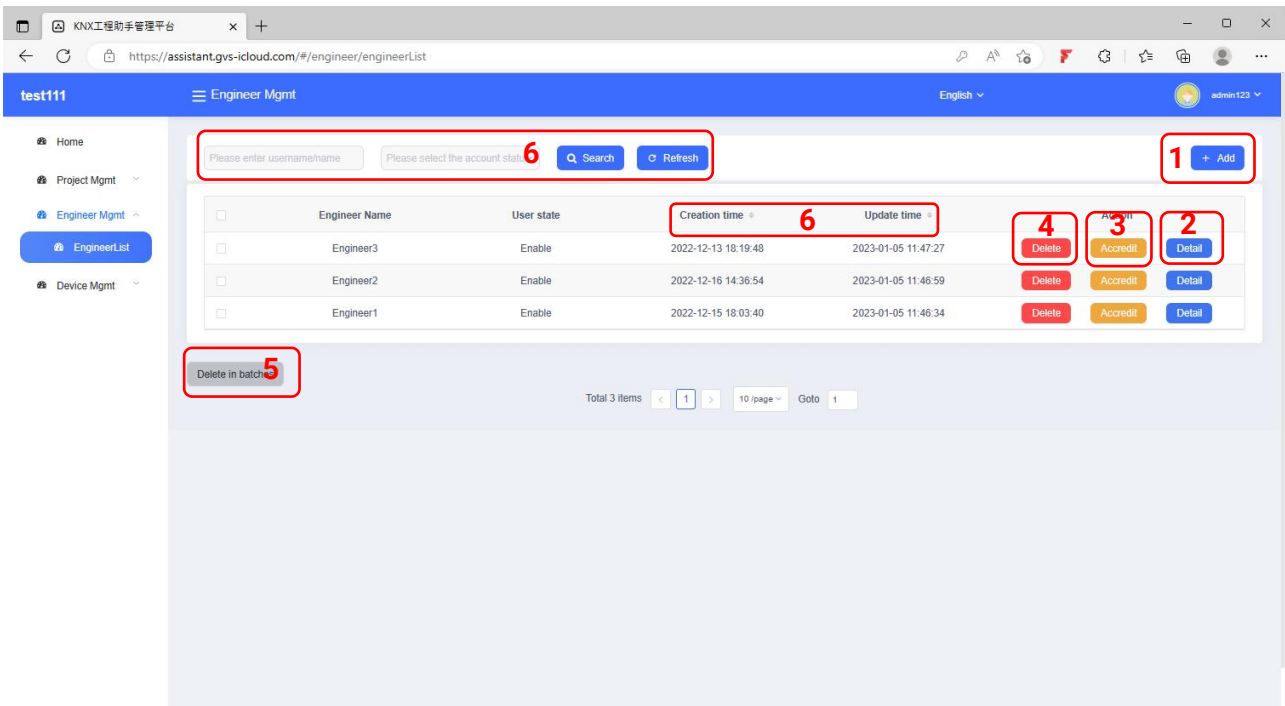 KNX工程助手管理平台
https://assistant.gvs-icloud.com/#/engineer/engineerList
test111 Engineer Mgmt English admin123
Home
Project Mgmt
Engineer Mgmt
EngineerList
Device Mgmt
Please enter username/name Please select the account 6 Search Refresh 1 + Add
Engineer Name User state Creation time 6 Update time 4 3 2
Engineer3 Enable 2022-12-13 18:19:48 2023-01-05 11:47:27 Delete Accredit Detail
Engineer2 Enable 2022-12-16 14:36:54 2023-01-05 11:46:59 Delete Accredit Detail
Engineer1 Enable 2022-12-15 18:03:40 2023-01-05 11:46:34 Delete Accredit Detail
Delete in batches 5
Total 3 items < 1 > 10 /page Goto 1